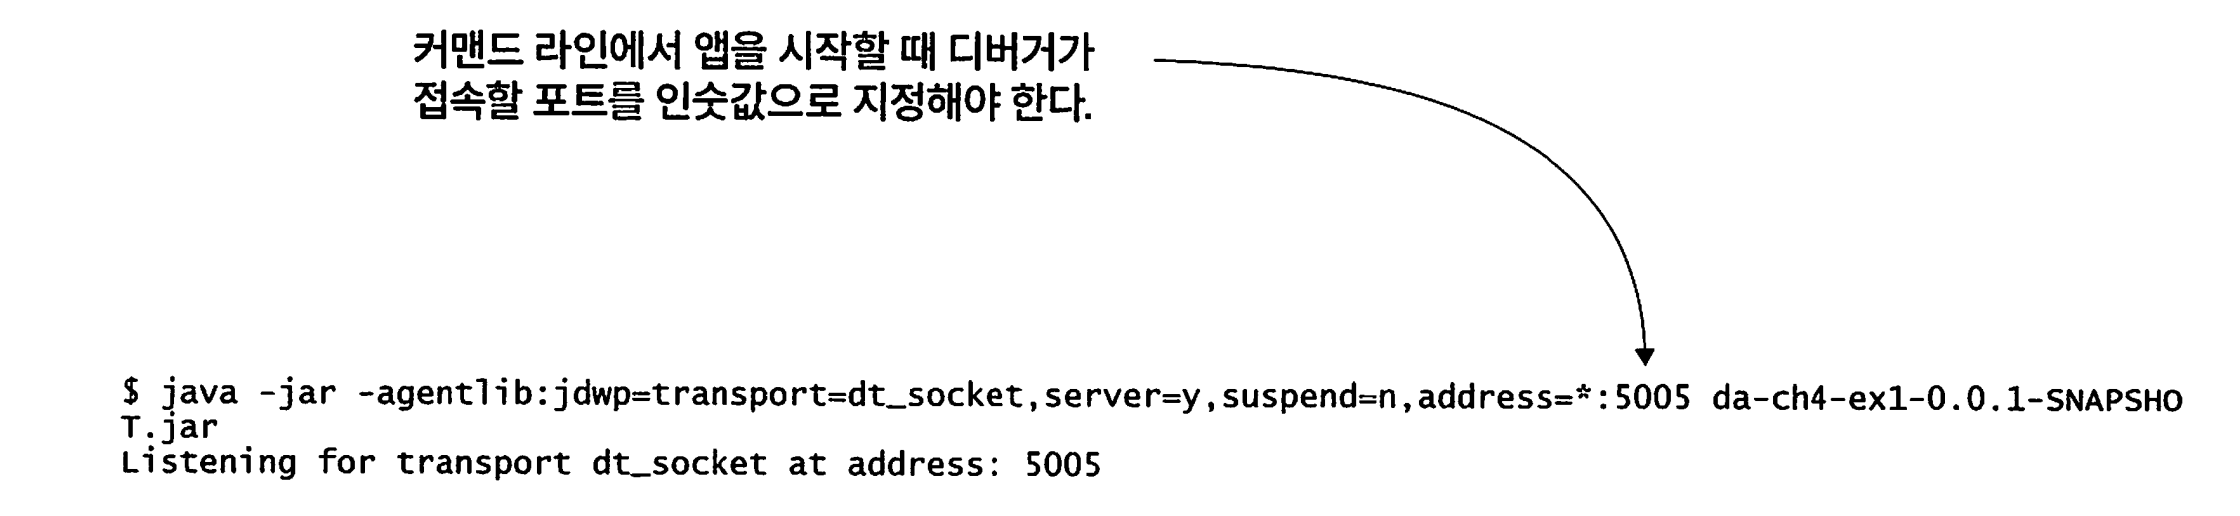 커맨드 라인에서 앱을 시작할 때 디버거가
접속할 포트를 인숫값으로 지정해야 한다.
$ java -jar -agentlib:jdwp=transport=dt_socket,server=y,suspend=n,address=*:5005 da-ch4-ex1-0.0.1-SNAPSHO
T.jar
Listening for transport dt_socket at address: 5005